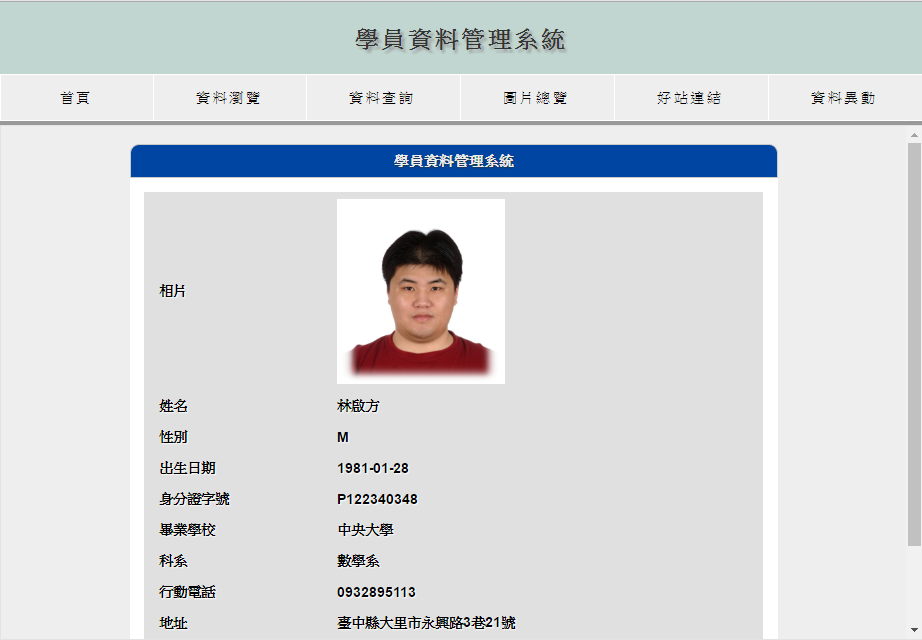 學員資料管理系統
首頁 資料瀏覽 資料查詢 圖片總覽 好站連結 資料異動
學員資料管理系統
相片
姓名 林啟方
性別 M
出生日期 1981-01-28
身分證字號 P122340348
畢業學校 中央大學
科系 數學系
行動電話 0932895113
地址 臺中縣大里市永興路3巷21號